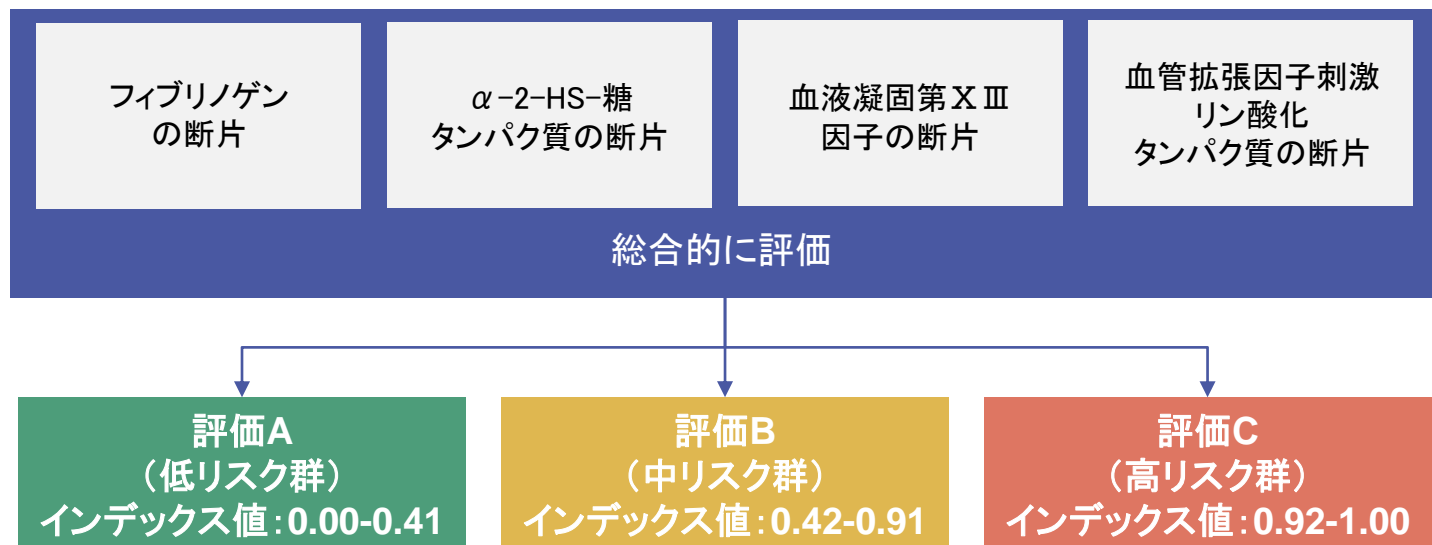 フィブリノゲン
の断片
α-2-HS-糖
タンパク質の断片
血液凝固第ⅩⅢ
因子の断片
血管拡張因子刺激
リン酸化
タンパク質の断片
総合的に評価
評価A
（低リスク群）
インデックス値：0.00-0.41
評価B
（中リスク群）
インデックス値：0.42-0.91
評価C
（高リスク群）
インデックス値：0.92-1.00